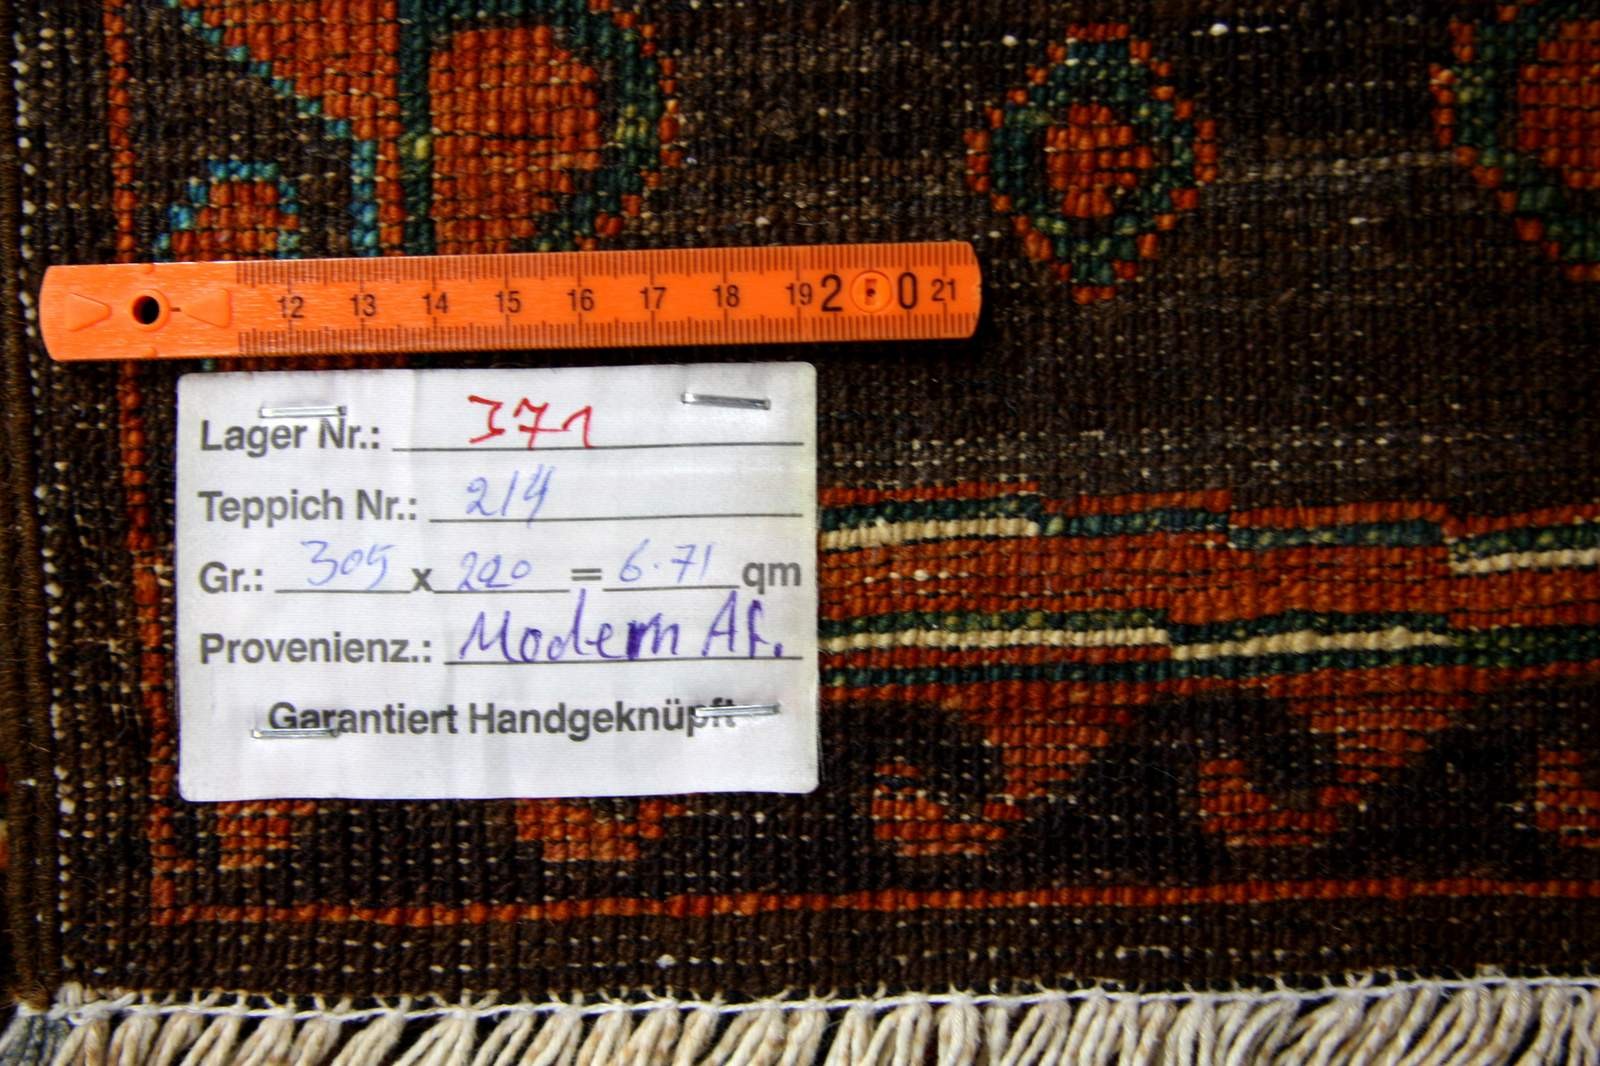 12 13 14 15 16 17 18 19 20 21
Lager Nr.: 371
Teppich Nr.: 214
Gr.: 305 x 220 = 6.71 qm
Provenienz.: Modern Af.
Garantiert Handgeknüpft